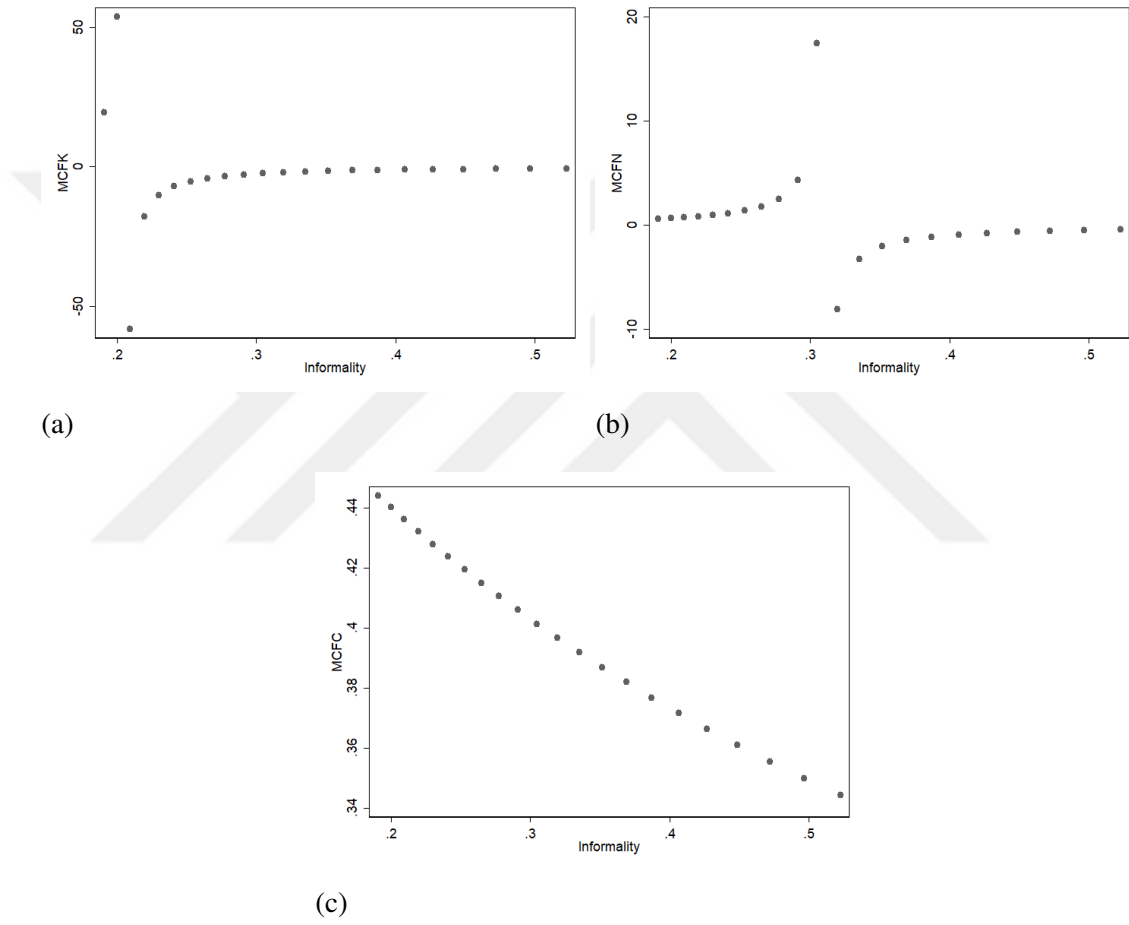 50
0
-50
MCFK
.2 .3 .4 .5
Informality
(a)
20
10
0
-10
MCFN
.2 .3 .4 .5
Informality
(b)
.44
.42
.4
.38
.36
.34
MCFC
.2 .3 .4 .5
Informality
(c)